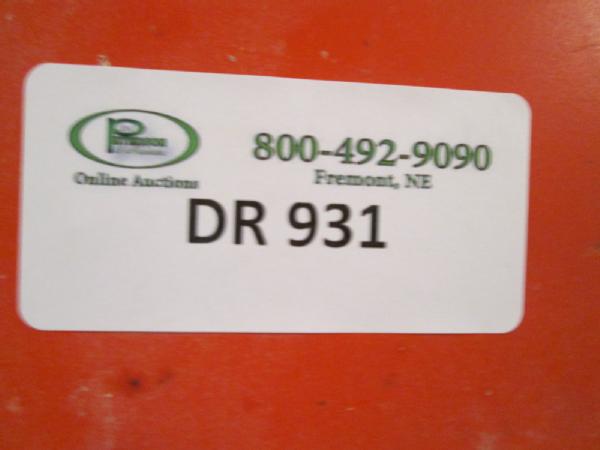 800-492-9090
Online Auctions
Fremont, NE
DR 931